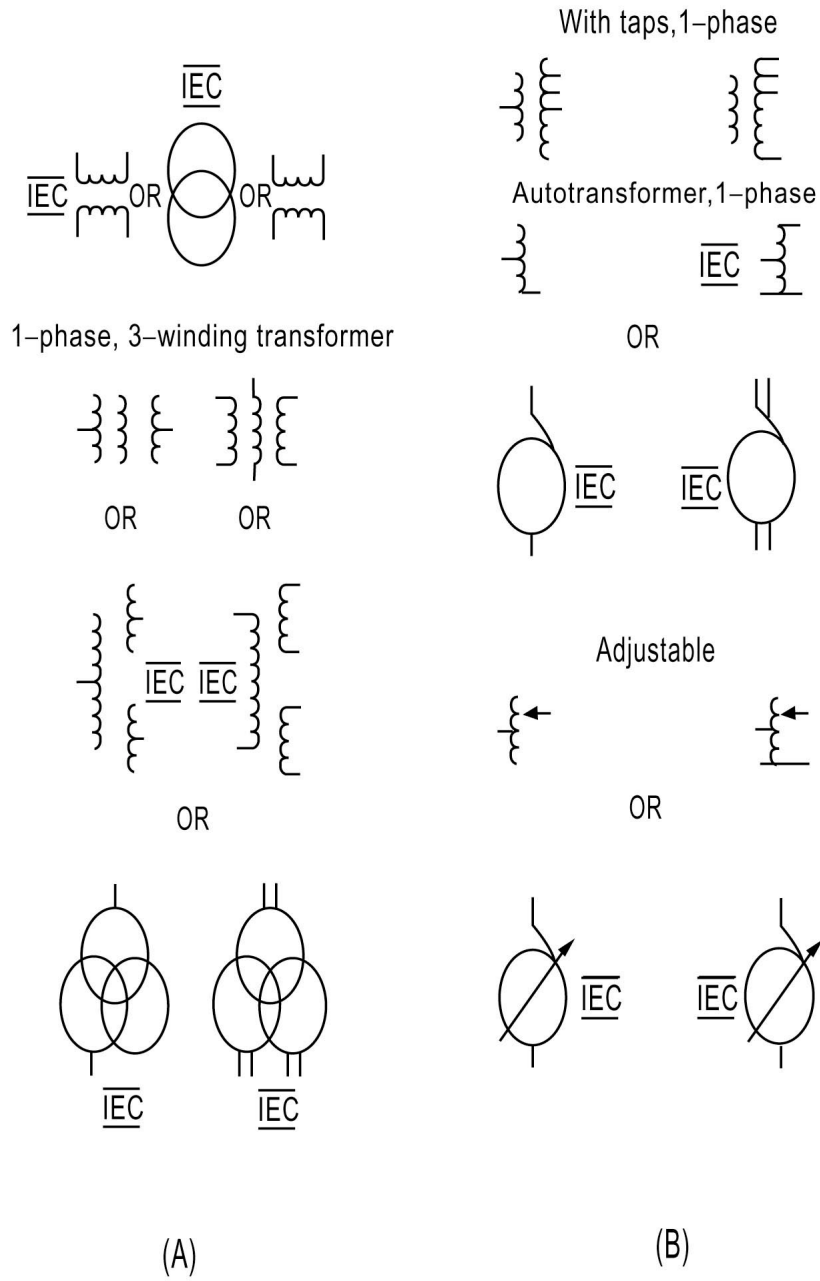 IEC
IEC OR OR
1–phase, 3–winding transformer
OR OR
IEC IEC
OR
IEC IEC
(A)
With taps,1–phase
Autotransformer,1–phase
IEC
OR
IEC IEC
Adjustable
OR
IEC IEC
(B)